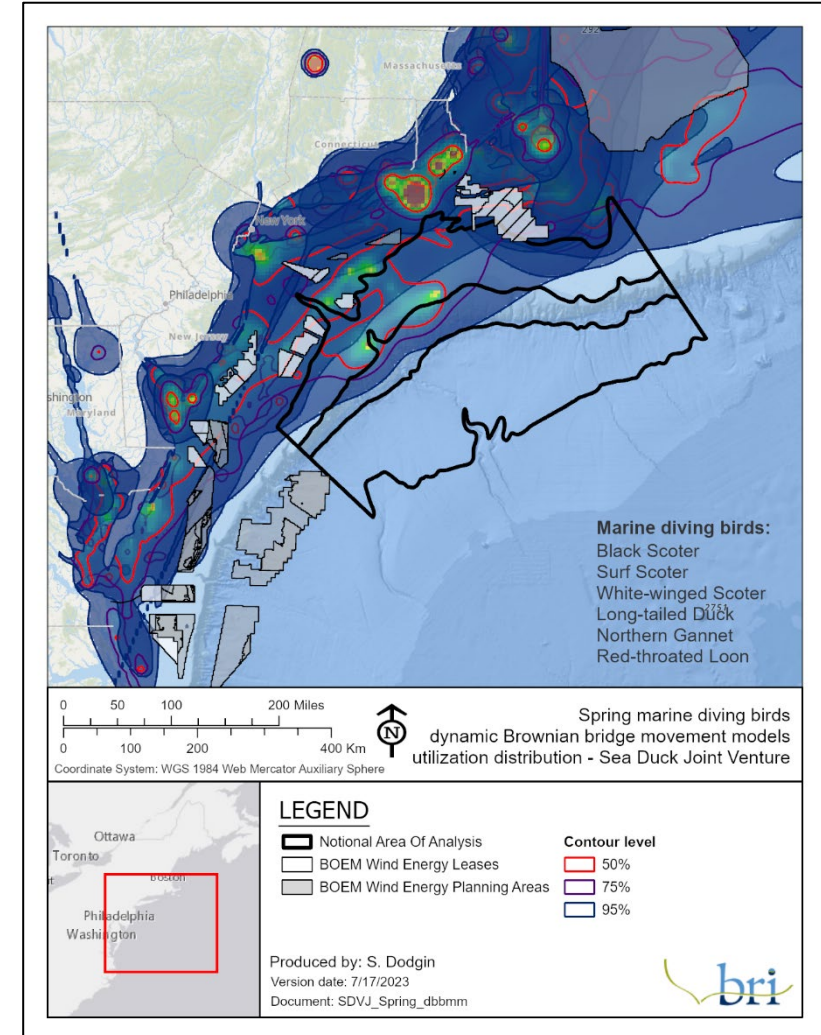 292
Massachusetts
Connecticut
New York
Philadelphia
New Jersey
shington
Maryland
Marine diving birds:
Black Scoter
Surf Scoter
White-winged Scoter
Long-tailed Duck
Northern Gannet
Red-throated Loon
0 50 100 200 Miles
0 100 200 400 Km
Coordinate System: WGS 1984 Web Mercator Auxiliary Sphere
N
Spring marine diving birds
dynamic Brownian bridge movement models
utilization distribution - Sea Duck Joint Venture
Ottawa
Toronto
Boston
Philadelphia
Washington
LEGEND
Notional Area Of Analysis
BOEM Wind Energy Leases
BOEM Wind Energy Planning Areas
Contour level
50%
75%
95%
Produced by: S. Dodgin
Version date: 7/17/2023
Document: SDVJ_Spring_dbbmm
bri